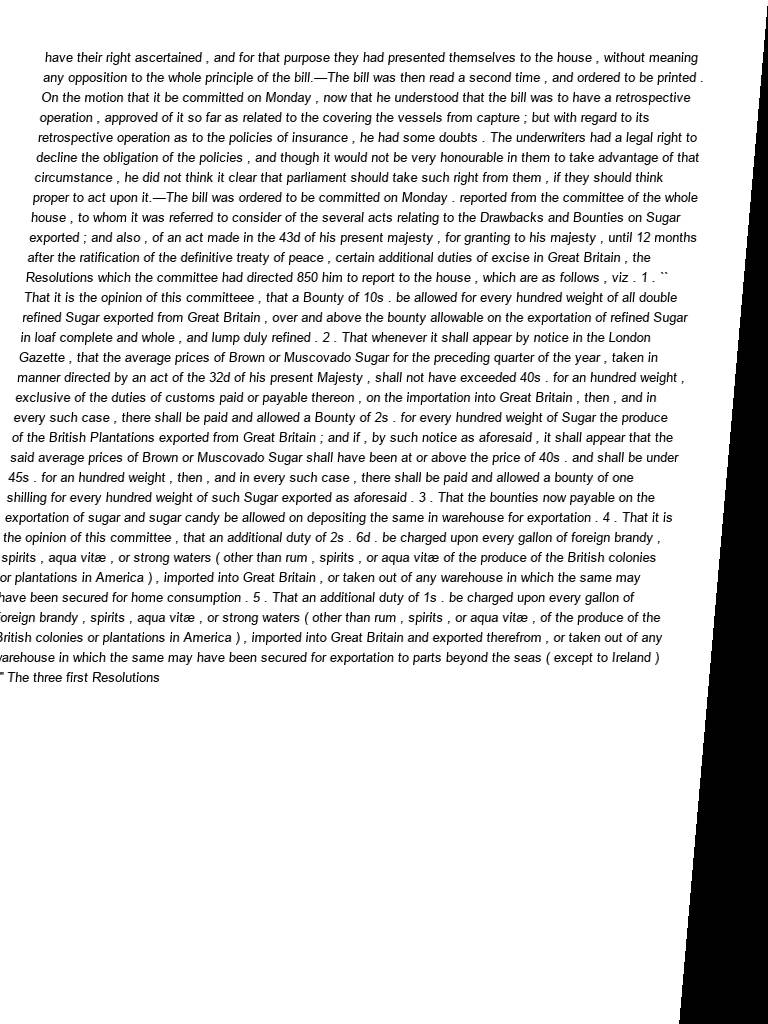 have their right ascertained , and for that purpose they had presented themselves to the house , without meaning
any opposition to the whole principle of the bill.—The bill was then read a second time , and ordered to be printed .
On the motion that it be committed on Monday , now that he understood that the bill was to have a retrospective
operation , approved of it so far as related to the covering the vessels from capture ; but with regard to its
retrospective operation as to the policies of insurance , he had some doubts . The underwriters had a legal right to
decline the obligation of the policies , and though it would not be very honourable in them to take advantage of that
circumstance , he did not think it clear that parliament should take such right from them , if they should think
proper to act upon it.—The bill was ordered to be committed on Monday . reported from the committee of the whole
house , to whom it was referred to consider of the several acts relating to the Drawbacks and Bounties on Sugar
exported ; and also , of an act made in the 43d of his present majesty , for granting to his majesty , until 12 months
after the ratification of the definitive treaty of peace , certain additional duties of excise in Great Britain , the
Resolutions which the committee had directed 850 him to report to the house , which are as follows , viz . 1 . ``
That it is the opinion of this committeee , that a Bounty of 10s . be allowed for every hundred weight of all double
refined Sugar exported from Great Britain , over and above the bounty allowable on the exportation of refined Sugar
in loaf complete and whole , and lump duly refined . 2 . That whenever it shall appear by notice in the London
Gazette , that the average prices of Brown or Muscovado Sugar for the preceding quarter of the year , taken in
manner directed by an act of the 32d of his present Majesty , shall not have exceeded 40s . for an hundred weight ,
exclusive of the duties of customs paid or payable thereon , on the importation into Great Britain , then , and in
every such case , there shall be paid and allowed a Bounty of 2s . for every hundred weight of Sugar the produce
of the British Plantations exported from Great Britain ; and if , by such notice as aforesaid , it shall appear that the
said average prices of Brown or Muscovado Sugar shall have been at or above the price of 40s . and shall be under
45s . for an hundred weight , then , and in every such case , there shall be paid and allowed a bounty of one
shilling for every hundred weight of such Sugar exported as aforesaid . 3 . That the bounties now payable on the
exportation of sugar and sugar candy be allowed on depositing the same in warehouse for exportation . 4 . That it is
the opinion of this committee , that an additional duty of 2s . 6d . be charged upon every gallon of foreign brandy ,
spirits , aqua vitæ , or strong waters ( other than rum , spirits , or aqua vitæ of the produce of the British colonies
or plantations in America ) , imported into Great Britain , or taken out of any warehouse in which the same may
have been secured for home consumption . 5 . That an additional duty of 1s . be charged upon every gallon of
foreign brandy , spirits , aqua vitæ , or strong waters ( other than rum , spirits , or aqua vitæ , of the produce of the
British colonies or plantations in America ) , imported into Great Britain and exported therefrom , or taken out of any
warehouse in which the same may have been secured for exportation to parts beyond the seas ( except to Ireland )
" The three first Resolutions